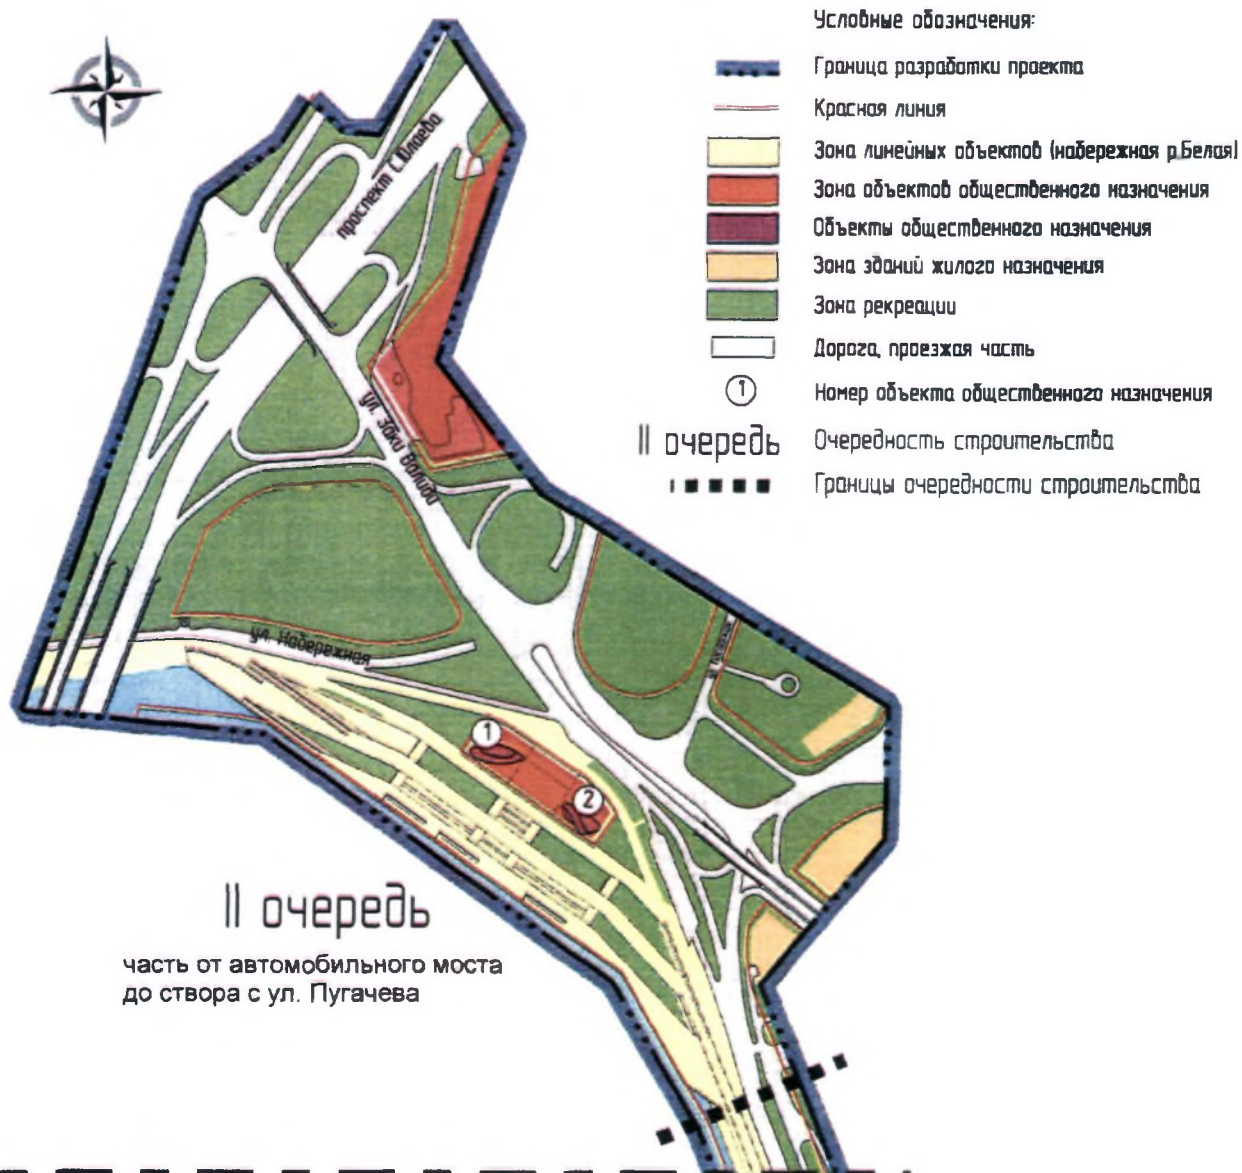 Условные обозначения:
Граница разработки проекта
Красная линия
Зона линейных объектов (набережная р.Белая)
Зона объектов общественного назначения
Объекты общественного назначения
Зона зданий жилого назначения
Зона рекреации
Дорога, проезжая часть
1
Номер объекта общественного назначения
II очередь
Очередность строительства
Границы очередности строительства
проспект С.Юлаева
ул. Заки Валиди
ул. Набережная
1
2
II очередь
часть от автомобильного моста
до створа с ул. Пугачева